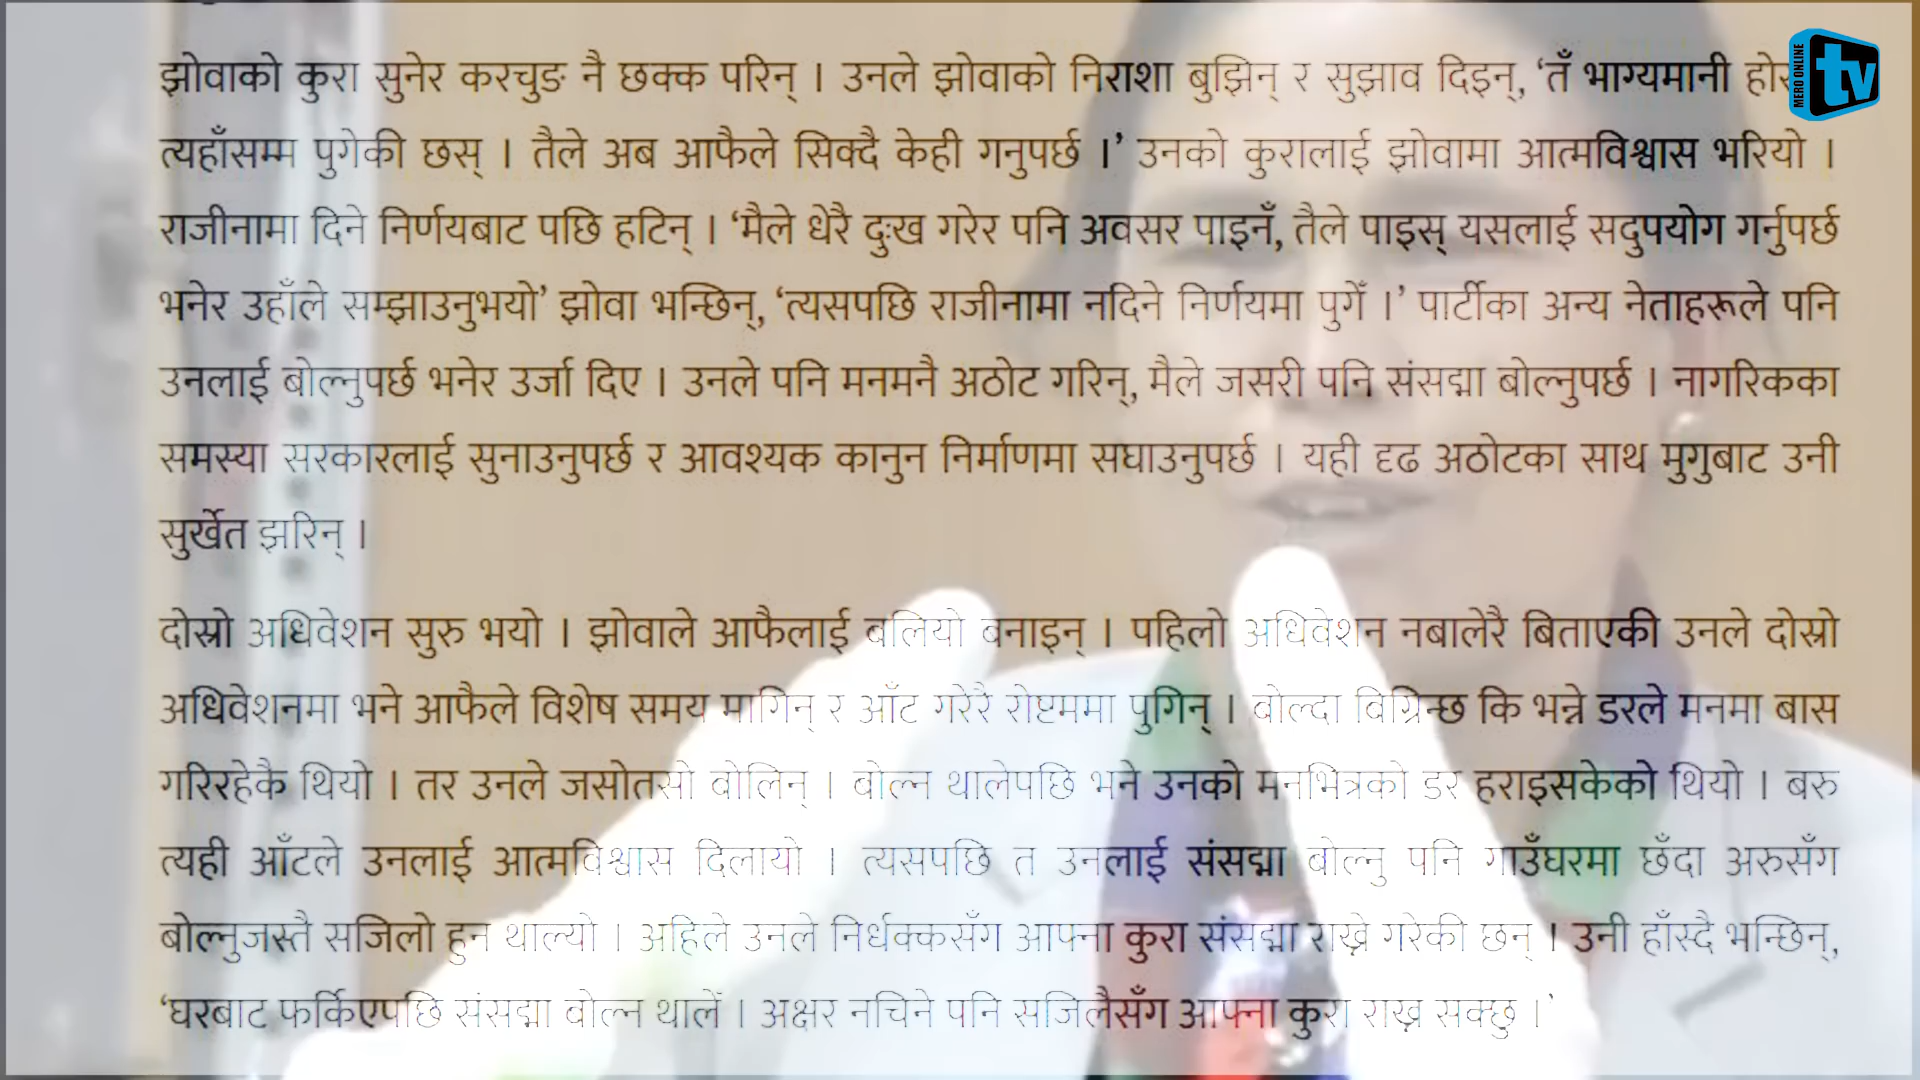 झोवाको कुरा सुनेर करचुङ नै छक्क परिन् । उनले झोवाको निराशा बुझिन् र सुझाव दिइन्, ‘तँ भाग्यमानी
त्यहाँसम्म पुगेकी छस् । तैले अब आफैले सिक्दै केही गनुपर्छ ।’ उनको कुरालाई झोवामा आत्मविश्वास भरियो ।
राजीनामा दिने निर्णयबाट पछि हटिन् । ‘मैले धेरै दुःख गरेर पनि अवसर पाइनँ, तैले पाइस् यसलाई सदुपयोग गर्नुपर्छ
भनेर उहाँले सम्झाउनुभयो’ झोवा भन्छिन्, ‘त्यसपछि राजीनामा नदिने निर्णयमा पुगेँ ।’ पार्टीका अन्य नेताहरूले पनि
उनलाई बोल्नुपर्छ भनेर उर्जा दिए । उनले पनि मनमनै अठोट गरिन्, मैले जसरी पनि संसद्मा बोल्नुपर्छ । नागरिकका
समस्या सरकारलाई सुनाउनुपर्छ र आवश्यक कानुन निर्माणमा सघाउनुपर्छ । यही दृढ अठोटका साथ मुगुबाट उनी
सुर्खेत झरिन् ।
दोस्रो अधिवेशन सुरु भयो । झोवाले आफैलाई बलियो बनाइन् । पहिलो अधिवेशन नबालेरै बिताएकी उनले दोस्रो
अधिवेशनमा भने आफैले विशेष समय मागिन् र आँट गरेरै रोष्टममा पुगिन् । बोल्दा बिग्रिन्छ कि भन्ने डरले मनमा बास
गरिरहेकै थियो । तर उनले जसोतसो बोलिन् । बोल्न थालेपछि भने उनको मनभित्रको डर हराइसकेको थियो । बरु
त्यही आँटले उनलाई आत्मविश्वास दिलायो । त्यसपछि त उनलाई संसद्मा बोल्नु पनि गाउँघरमा छँदा अरुसँग
बोल्नुजस्तै सजिलो हुन थाल्यो । अहिले उनले निर्धक्कसँग आफ्ना कुरा संसद्मा राख्ने गरेकी छन् । उनी हाँस्दै भन्छिन्,
‘घरबाट फर्किएपछि संसद्मा बोल्न थालें । अक्षर नचिने पनि सजिलैसँग आफ्ना कुरा राख्न सक्छु ।’
MERO ONLINE tv